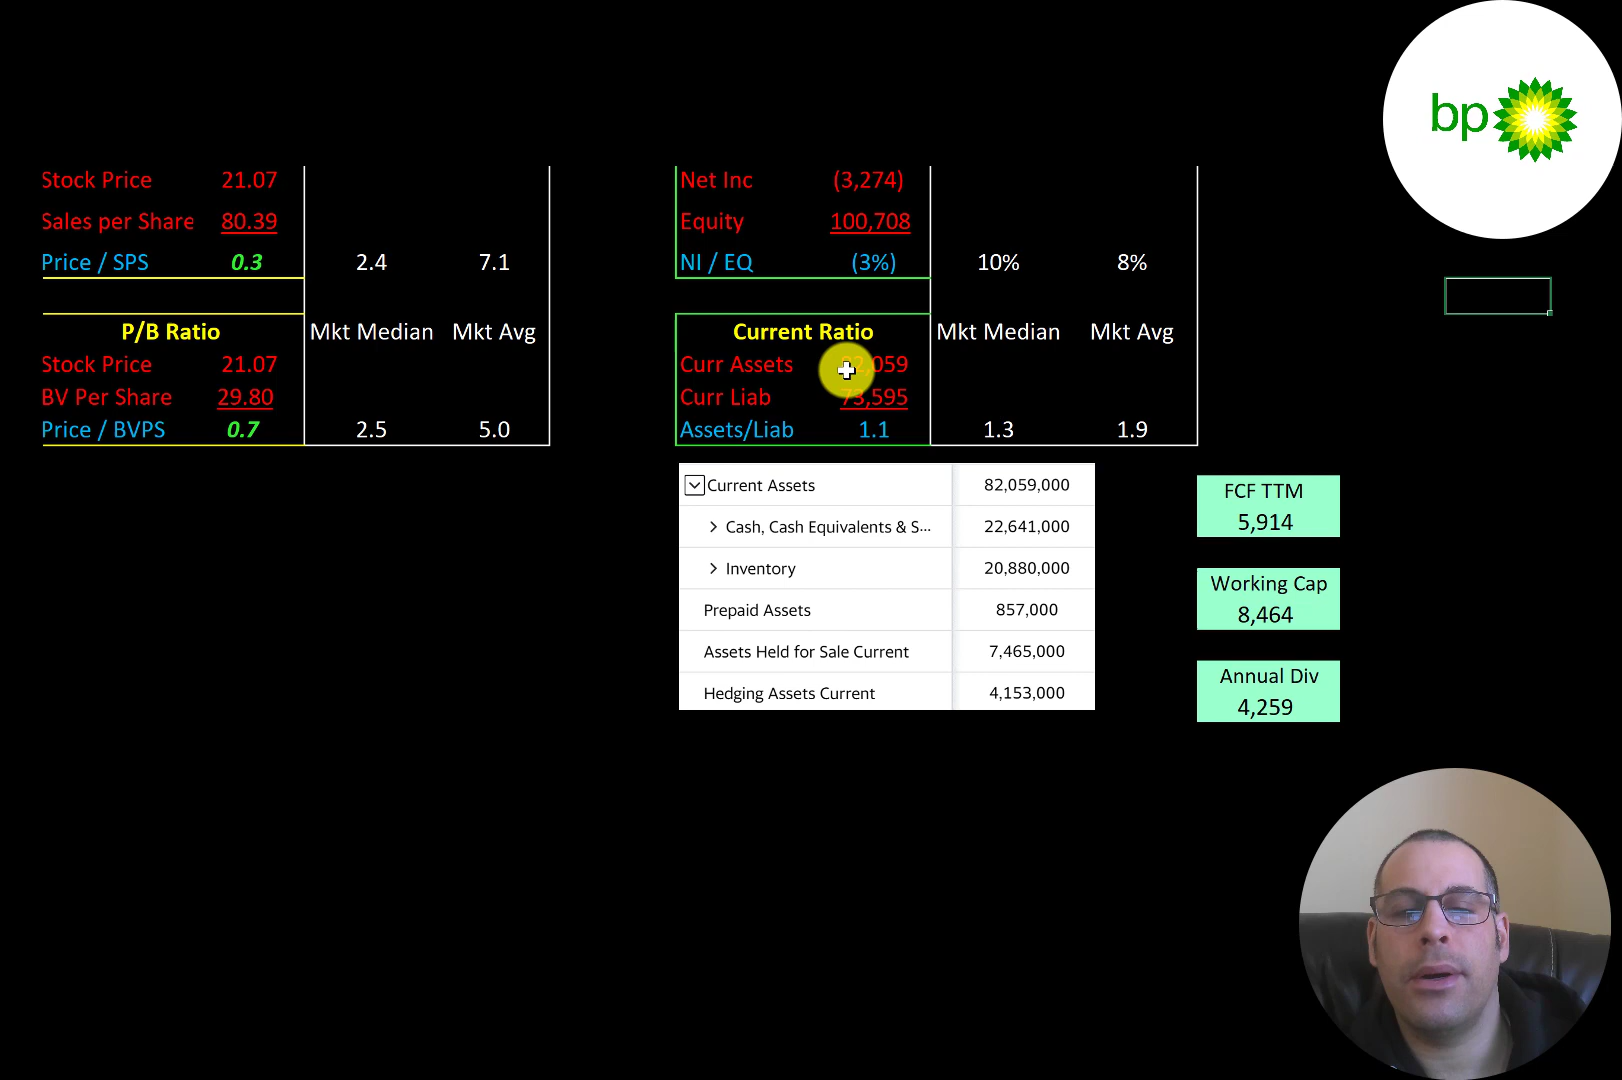 bp
Stock Price 21.07
Sales per Share 80.39
Price / SPS 0.3 2.4 7.1
P/B Ratio Mkt Median Mkt Avg
Stock Price 21.07
BV Per Share 29.80
Price / BVPS 0.7 2.5 5.0
Net Inc (3,274)
Equity 100,708
NI / EQ (3%) 10% 8%
Current Ratio Mkt Median Mkt Avg
Curr Assets 82,059
Curr Liab 73,595
Assets/Liab 1.1 1.3 1.9
Current Assets 82,059,000
Cash, Cash Equivalents & S... 22,641,000
Inventory 20,880,000
Prepaid Assets 857,000
Assets Held for Sale Current 7,465,000
Hedging Assets Current 4,153,000
FCF TTM
5,914
Working Cap
8,464
Annual Div
4,259